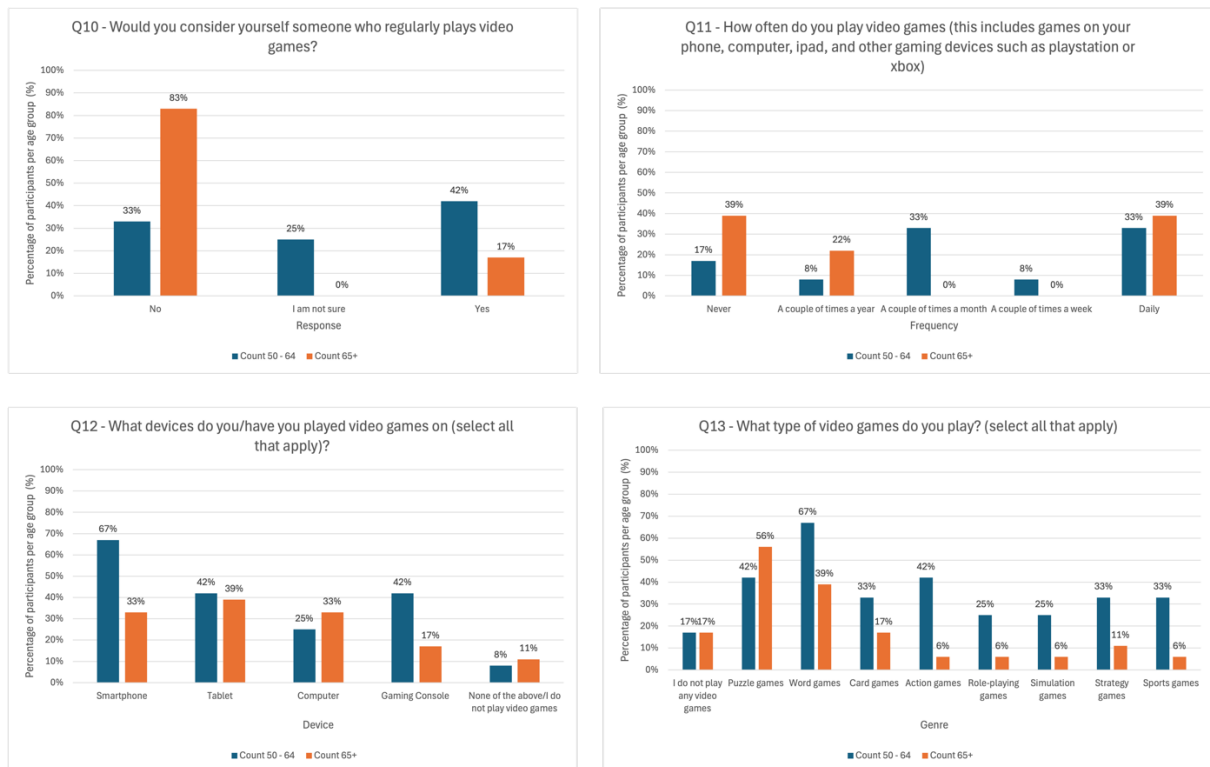 Q10 - Would you consider yourself someone who regularly plays video
games?
Percentage of participants per age group (%)
100%
90%
80%
70%
60%
50%
40%
30%
20%
10%
0%
33%
83%
25%
0%
42%
17%
No
I am not sure
Yes
Response
Count 50 - 64
Count 65+
Q11 - How often do you play video games (this includes games on your
phone, computer, ipad, and other gaming devices such as playstation or
xbox)
Percentage of participants per age group (%)
100%
90%
80%
70%
60%
50%
40%
30%
20%
10%
0%
17%
39%
8%
22%
33%
0%
8%
0%
33%
39%
Never
A couple of times a year
A couple of times a month
A couple of times a week
Daily
Frequency
Count 50 - 64
Count 65+
Q12 - What devices do you/have you played video games on (select all
that apply)?
Percentage of participants per age group (%)
100%
90%
80%
70%
60%
50%
40%
30%
20%
10%
0%
67%
33%
42%
39%
25%
33%
42%
17%
8%
11%
Smartphone
Tablet
Computer
Gaming Console
None of the above/I do
not play video games
Device
Count 50 - 64
Count 65+
Q13 - What type of video games do you play? (select all that apply)
Percentage of participants per age group (%)
100%
90%
80%
70%
60%
50%
40%
30%
20%
10%
0%
17%
17%
42%
56%
67%
39%
33%
17%
42%
6%
25%
6%
25%
6%
33%
11%
33%
6%
I do not play
any video
games
Puzzle games
Word games
Card games
Action games
Role-playing
games
Simulation
games
Strategy
games
Sports games
Genre
Count 50 - 64
Count 65+